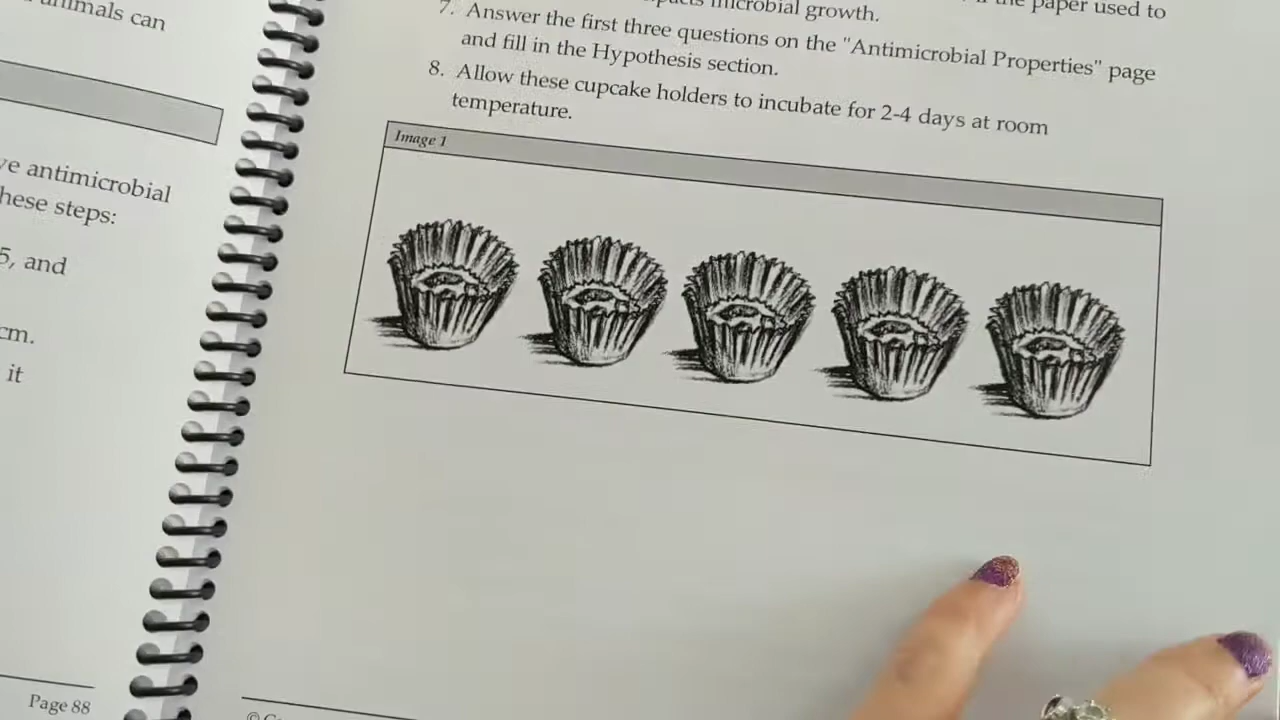 animals can
ve antimicrobial
hese steps:
5, and
cm.
it
Page 88
the paper used to
microbial growth.
7. Answer the first three questions on the "Antimicrobial Properties" page
and fill in the Hypothesis section.
8. Allow these cupcake holders to incubate for 2-4 days at room
temperature.
Image 1
©